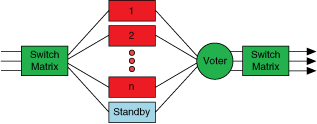 1
2
Switch
Matrix
Voter
Switch
Matrix
n
Standby